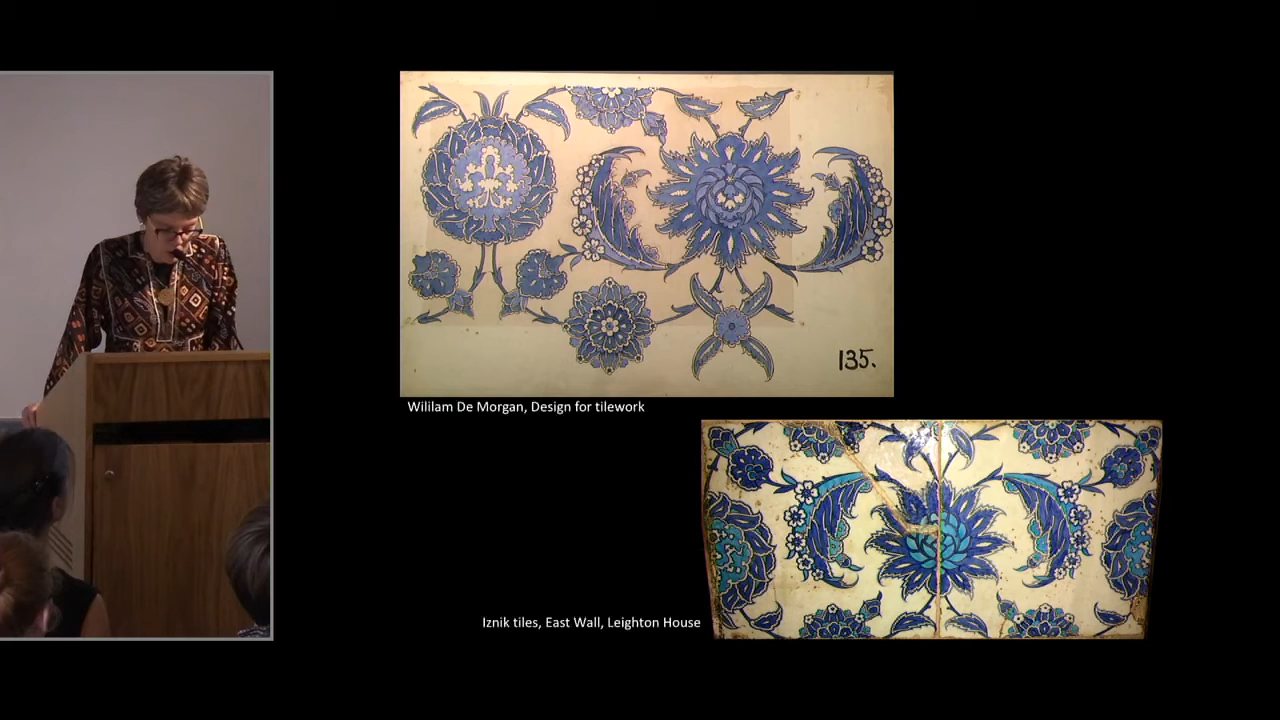 135.
Wililam De Morgan, Design for tilework
Iznik tiles, East Wall, Leighton House